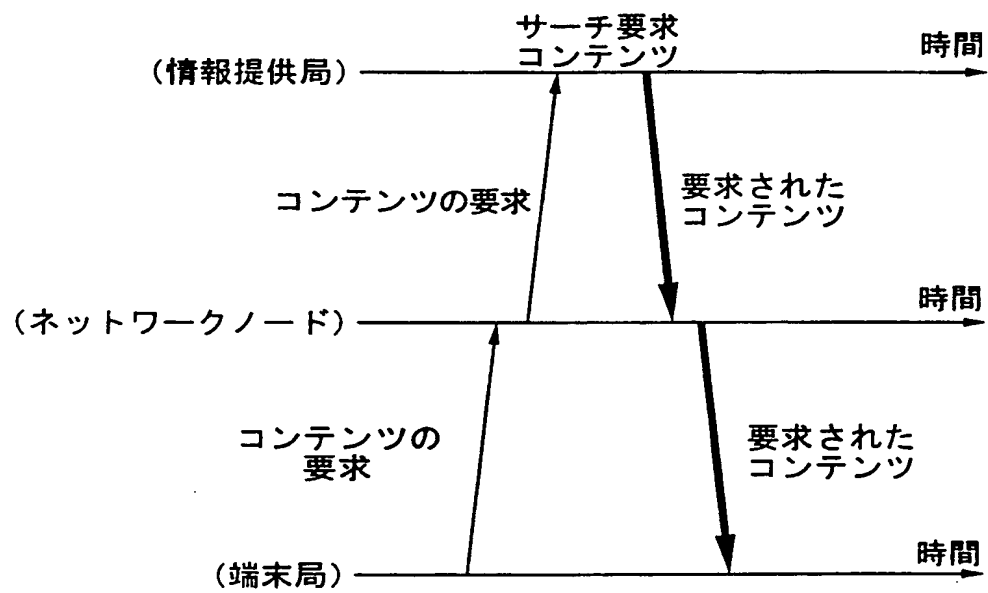 サーチ要求
コンテンツ
時間
（情報提供局）
コンテンツの要求
要求された
コンテンツ
時間
（ネットワークノード）
コンテンツの
要求
要求された
コンテンツ
時間
（端末局）